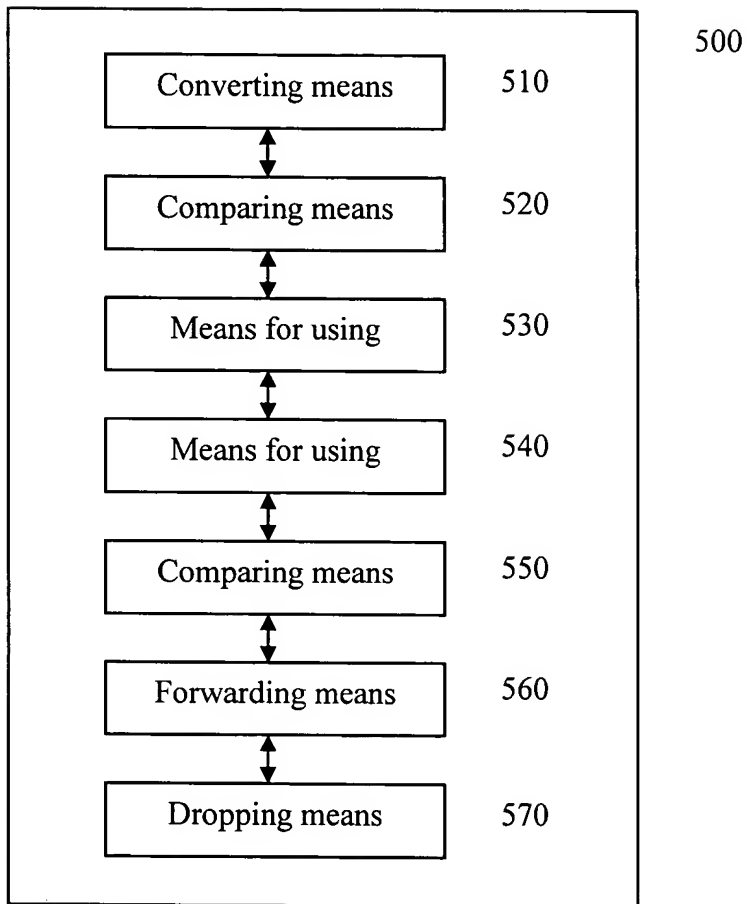 500
Converting means 510
Comparing means 520
Means for using 530
Means for using 540
Comparing means 550
Forwarding means 560
Dropping means 570